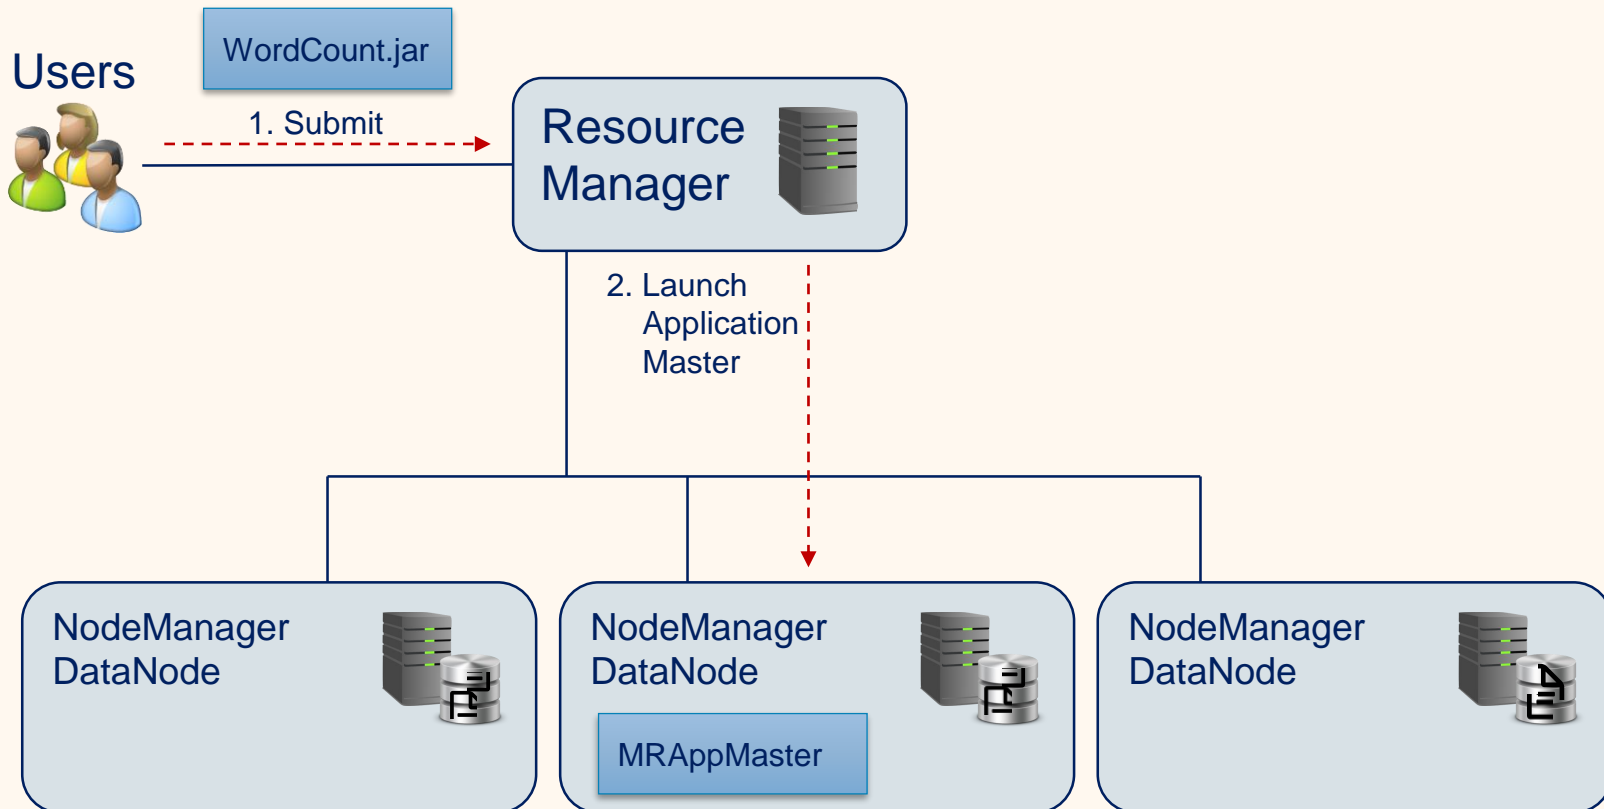 WordCount.jar
Users
1. Submit
Resource
Manager
2. Launch
Application
Master
NodeManager
DataNode
NodeManager
DataNode
MRAppMaster
NodeManager
DataNode